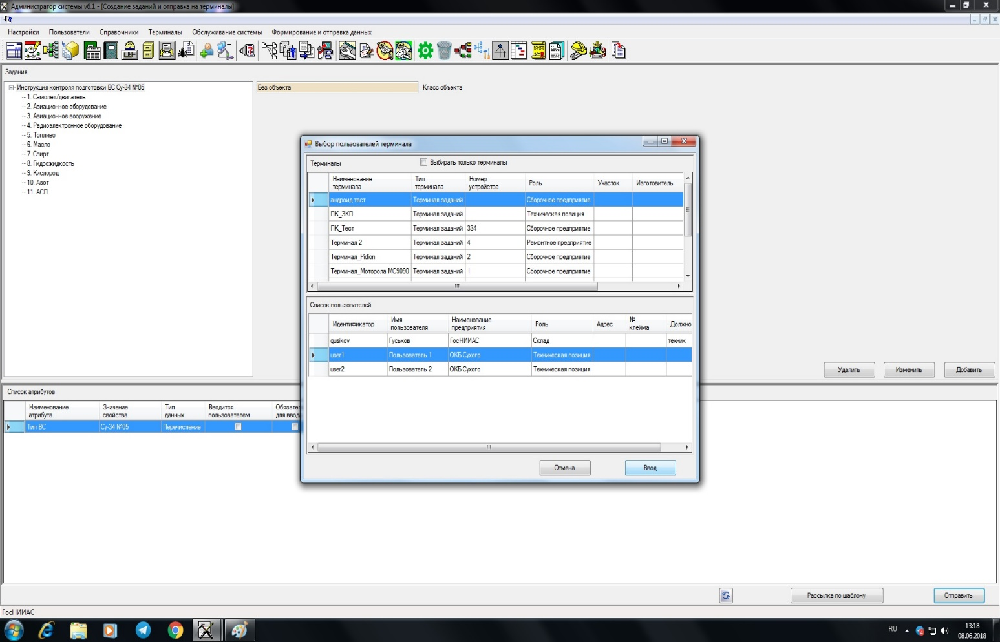 Администратор системы v6.1 - [Создание заданий и отправка на терминалы]
Настройки Пользователи Справочники Терминалы Обслуживание системы Формирование и отправка данных
Задания
Инструкция контроля подготовки ВС Су-34 №05
1. Самолет/двигатель
2. Авиационное оборудование
3. Авиационное вооружение
4. Радиоэлектронное оборудование
5. Топливо
6. Масло
7. Спирт
8. Гидрожидкость
9. Кислород
10. Азот
11. АСП
Без объекта Класс объекта
Выбор пользователей терминала
Терминалы Выбирать только терминалы
Наименование терминала Тип терминала Номер устройства Роль Участок Изготовитель
андроид тест Терминал заданий Сборочное предприятие
ПК_ЗКП Терминал заданий Техническая позиция
ПК_Тест Терминал заданий 334 Сборочное предприятие
Терминал 2 Терминал заданий 4 Ремонтное предприятие
Терминал_Pidion Терминал заданий 2 Сборочное предприятие
Терминал_Моторола МС9090 Терминал заданий 1 Сборочное предприятие
Список пользователей
Идентификатор Имя пользователя Наименование предприятия Роль Адрес № клейма Должно
gusikov Гуськов ГосНИИАС Склад техник
user1 Пользователь 1 ОКБ Сухого Техническая позиция
user2 Пользователь 2 ОКБ Сухого Техническая позиция
Отмена Ввод
Удалить Изменить Добавить
Список атрибутов
Наименование атрибута Значение свойства Тип данных Вводится пользователем Обязател для ввод
Тип ВС Су-34 №05 Перечисление
Рассылка по шаблону Отправить
ГосНИИАС
RU 13:18
08.06.2018